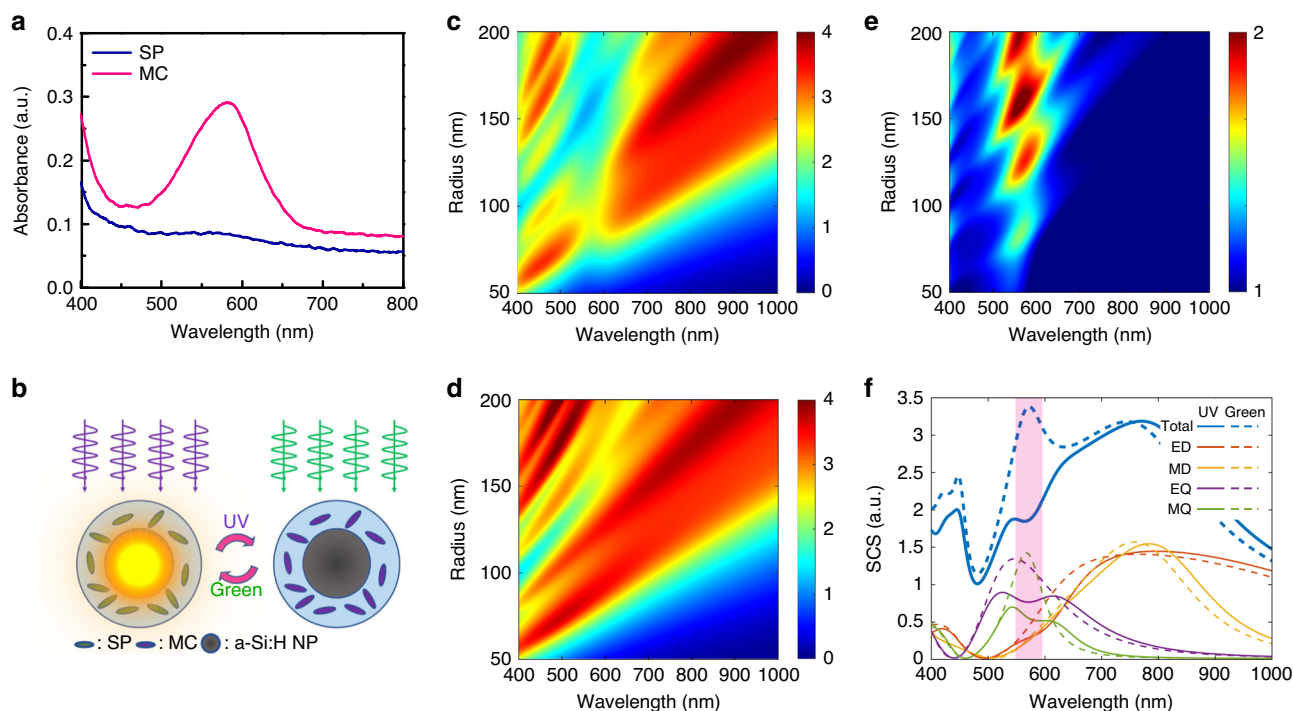 a
0.4
0.3
0.2
0.1
0.0
400
500
600
700
800
Absorbance (a.u.)
Wavelength (nm)
SP
MC
b
UV
Green
: SP
: MC
: a-Si:H NP
c
200
150
100
50
Radius (nm)
400 500 600 700 800 900 1000
Wavelength (nm)
4
3
2
1
0
d
200
150
100
50
Radius (nm)
400 500 600 700 800 900 1000
Wavelength (nm)
4
3
2
1
0
e
200
150
100
50
Radius (nm)
400 500 600 700 800 900 1000
Wavelength (nm)
2
1
f
3.5
3
2.5
2
1.5
1
0.5
0
SCS (a.u.)
400 500 600 700 800 900 1000
Wavelength (nm)
UV Green
Total
ED
MD
EQ
MQ